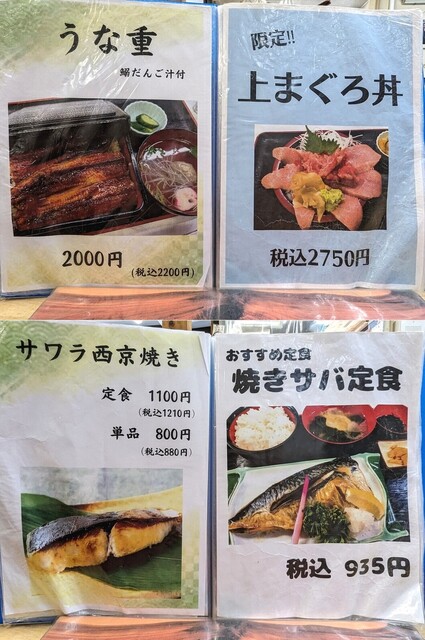 うな重
鰯だんご汁付
2000円
(税込2200円)
限定!!
上まぐろ丼
税込2750円
サワラ西京焼き
定食 1100円
(税込1210円)
単品 800円
(税込880円)
おすすめ定食
焼きサバ定食
税込 935円